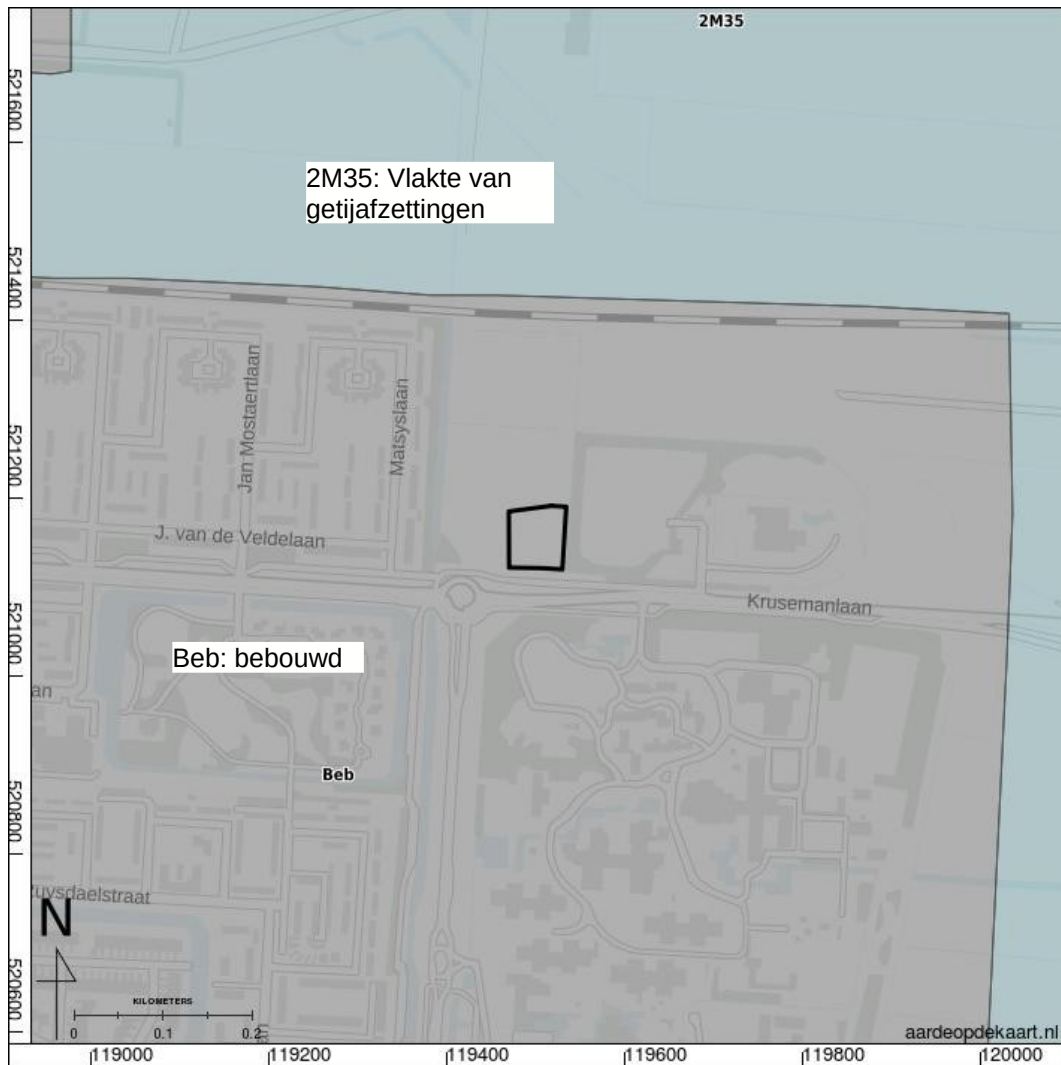 2M35
521600
2M35: Vlakte van
getijafzettingen
521400
Jan Mostaertlaan
Matsyslaan
521200
J. van de Veldelaan
Krusemanlaan
521000
Beb: bebouwd
an
Beb
520800
uysdaelstraat
N
520600
KILOMETERS
0 0.1 0.2
aardeopdekaart.nl
119000 119200 119400 119600 119800 120000